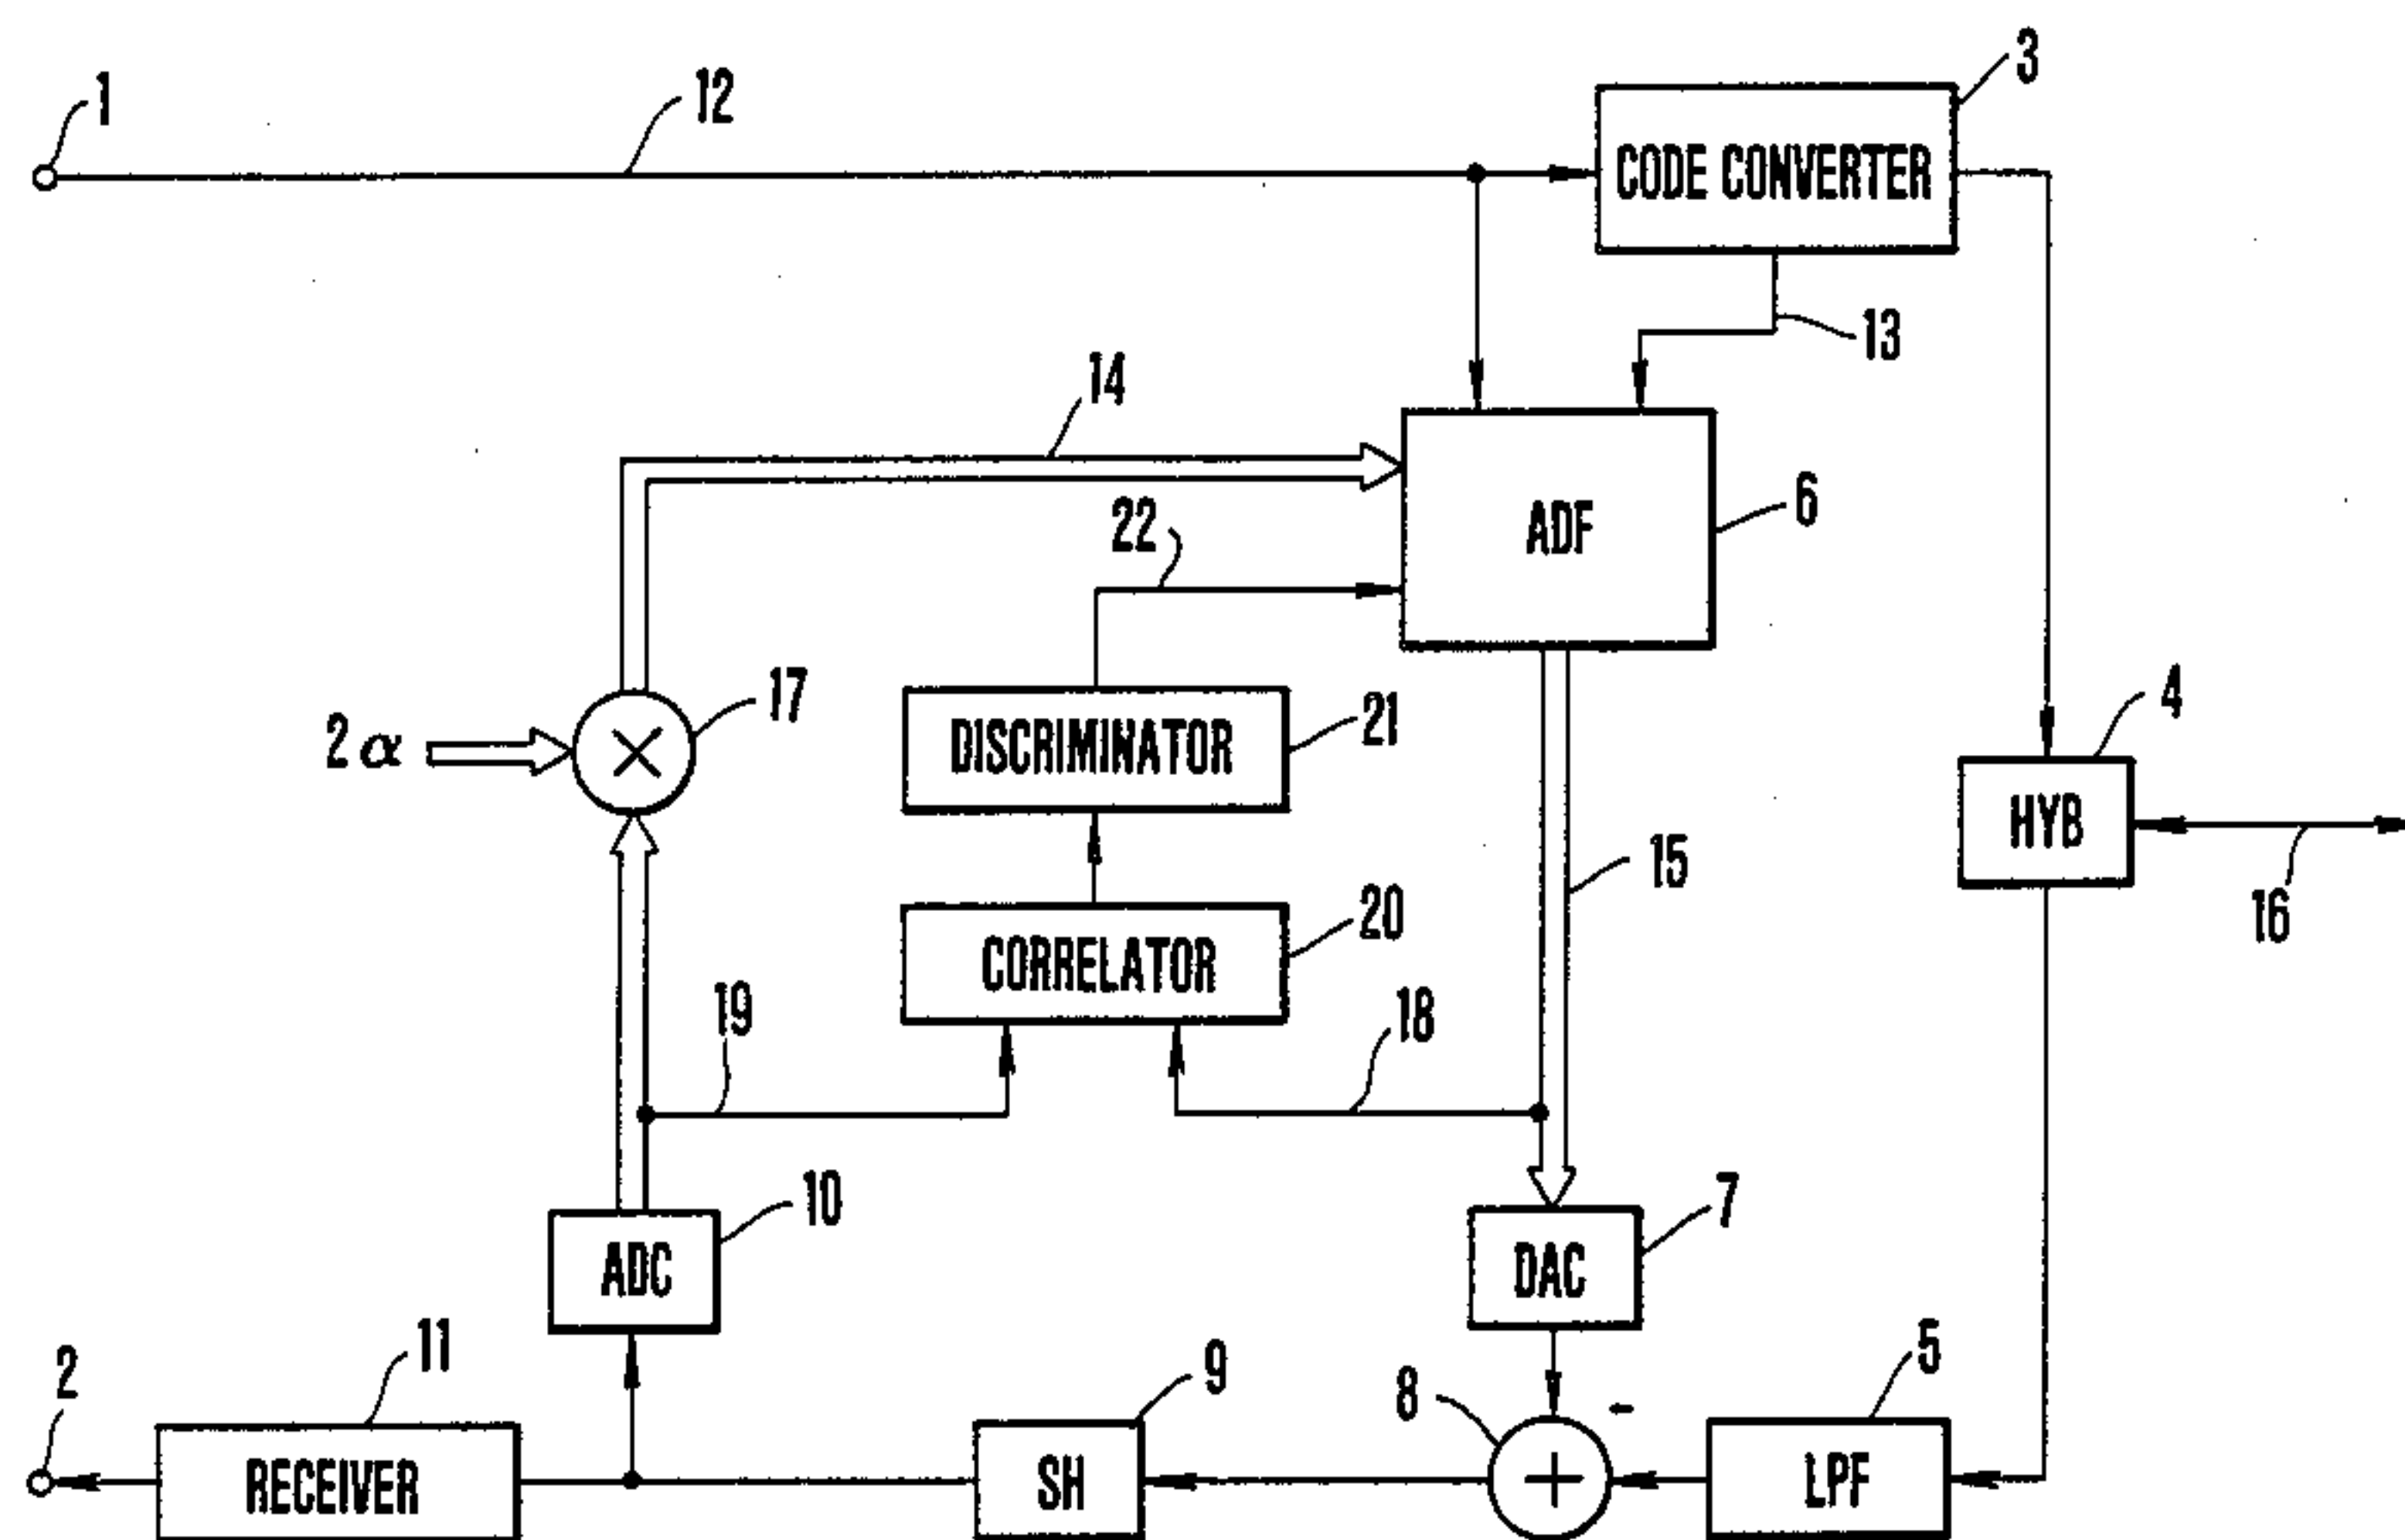 1
12
3
CODE CONVERTER
13
14
22
ADF
6
17
2α
×
DISCRIMINATOR
21
4
HYB
16
15
CORRELATOR
20
19
18
10
ADC
7
DAC
2
11
RECEIVER
9
SH
8
+
-
5
LPF